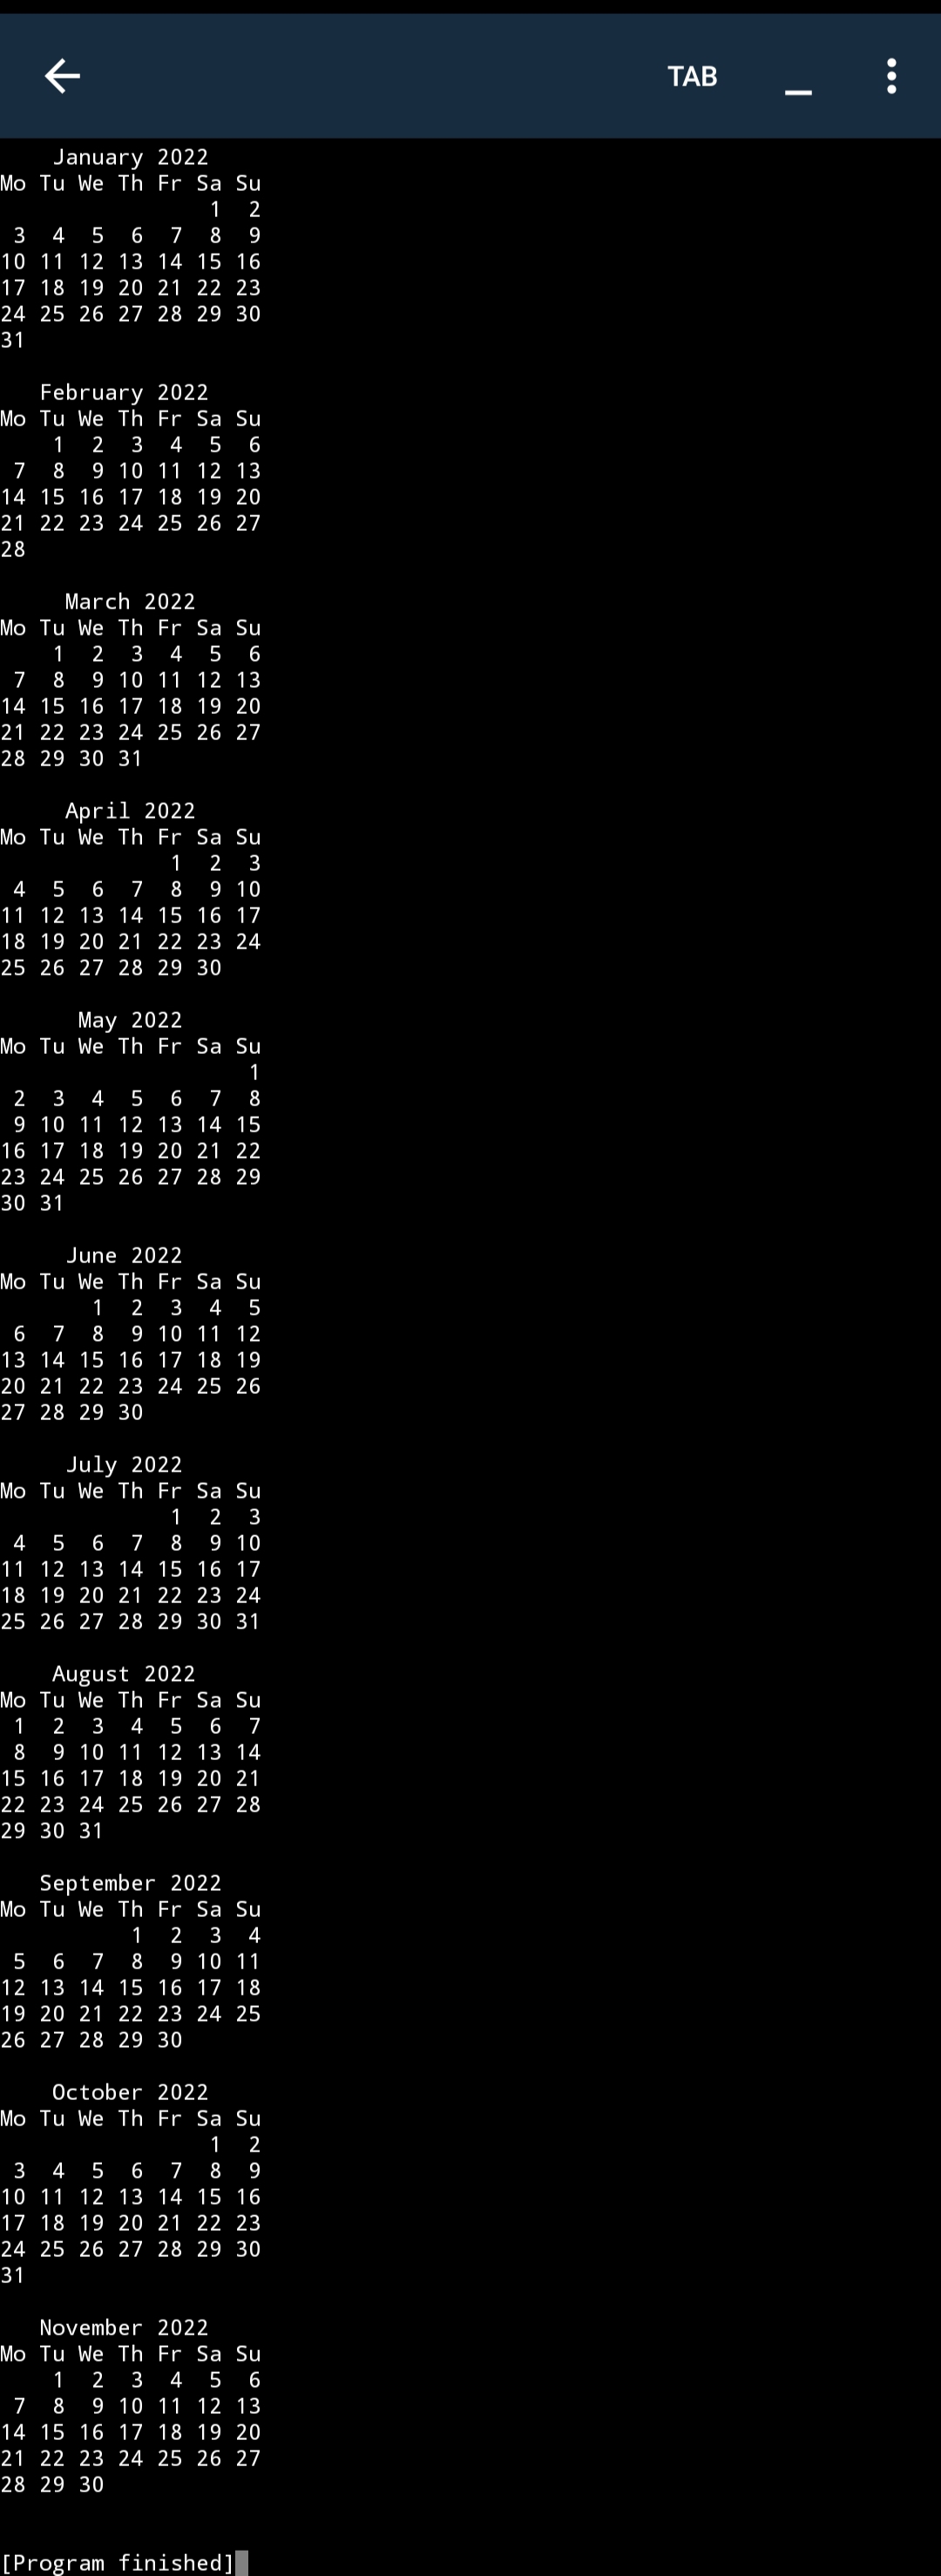 TAB
    January 2022
Mo Tu We Th Fr Sa Su
                1  2
 3  4  5  6  7  8  9
10 11 12 13 14 15 16
17 18 19 20 21 22 23
24 25 26 27 28 29 30
31
   February 2022
Mo Tu We Th Fr Sa Su
    1  2  3  4  5  6
 7  8  9 10 11 12 13
14 15 16 17 18 19 20
21 22 23 24 25 26 27
28
     March 2022
Mo Tu We Th Fr Sa Su
    1  2  3  4  5  6
 7  8  9 10 11 12 13
14 15 16 17 18 19 20
21 22 23 24 25 26 27
28 29 30 31
     April 2022
Mo Tu We Th Fr Sa Su
             1  2  3
 4  5  6  7  8  9 10
11 12 13 14 15 16 17
18 19 20 21 22 23 24
25 26 27 28 29 30
      May 2022
Mo Tu We Th Fr Sa Su
                   1
 2  3  4  5  6  7  8
 9 10 11 12 13 14 15
16 17 18 19 20 21 22
23 24 25 26 27 28 29
30 31
     June 2022
Mo Tu We Th Fr Sa Su
       1  2  3  4  5
 6  7  8  9 10 11 12
13 14 15 16 17 18 19
20 21 22 23 24 25 26
27 28 29 30
     July 2022
Mo Tu We Th Fr Sa Su
             1  2  3
 4  5  6  7  8  9 10
11 12 13 14 15 16 17
18 19 20 21 22 23 24
25 26 27 28 29 30 31
    August 2022
Mo Tu We Th Fr Sa Su
 1  2  3  4  5  6  7
 8  9 10 11 12 13 14
15 16 17 18 19 20 21
22 23 24 25 26 27 28
29 30 31
   September 2022
Mo Tu We Th Fr Sa Su
          1  2  3  4
 5  6  7  8  9 10 11
12 13 14 15 16 17 18
19 20 21 22 23 24 25
26 27 28 29 30
    October 2022
Mo Tu We Th Fr Sa Su
                1  2
 3  4  5  6  7  8  9
10 11 12 13 14 15 16
17 18 19 20 21 22 23
24 25 26 27 28 29 30
31
   November 2022
Mo Tu We Th Fr Sa Su
    1  2  3  4  5  6
 7  8  9 10 11 12 13
14 15 16 17 18 19 20
21 22 23 24 25 26 27
28 29 30
[Program finished]